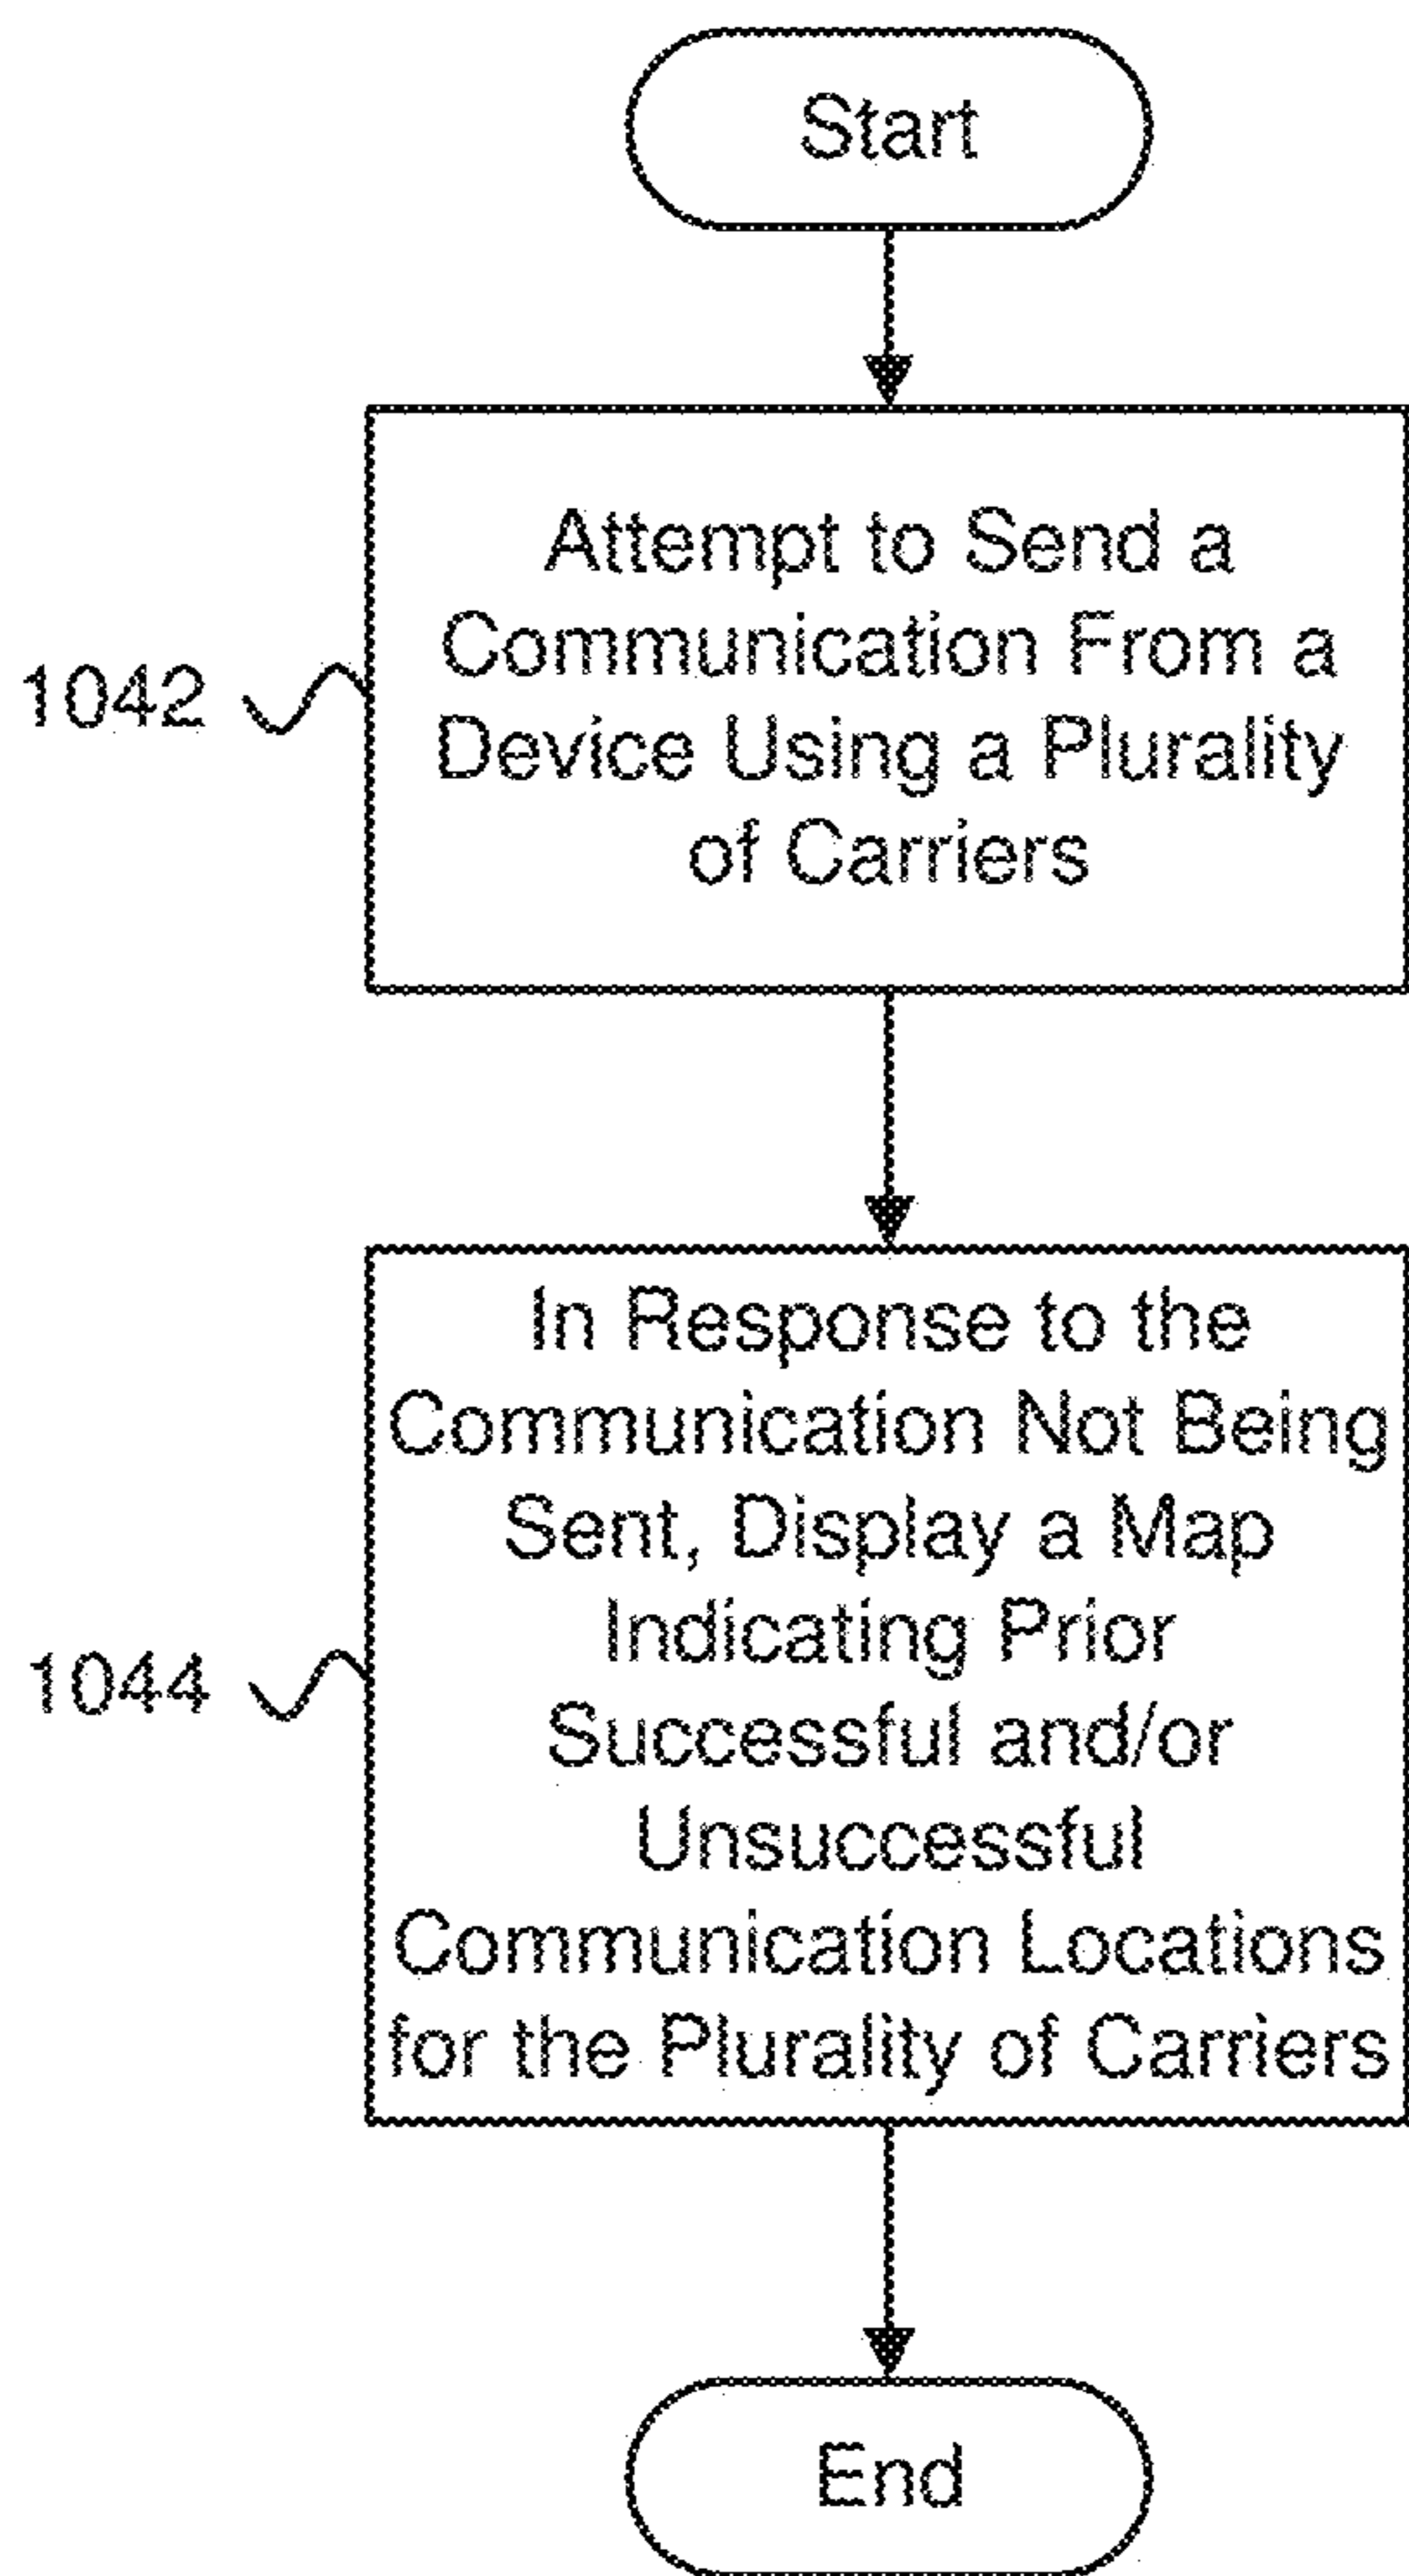 Start
Attempt to Send a
Communication From a
Device Using a Plurality
of Carriers
1042
In Response to the
Communication Not Being
Sent, Display a Map
Indicating Prior
Successful and/or
Unsuccessful
Communication Locations
for the Plurality of Carriers
1044
End